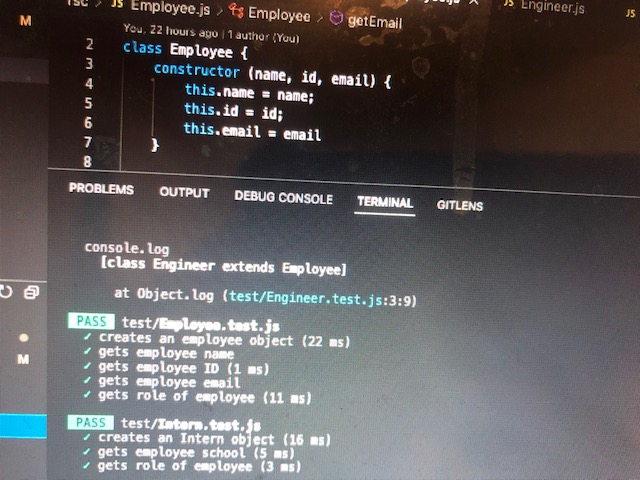 rsc > JS Employee.js > Employee > getEmail
JS Engineer.js
JS
M
You, 22 hours ago | 1 author (You)
2 class Employee {
3 constructor (name, id, email) {
4 this.name = name;
5 this.id = id;
6 this.email = email
7 }
8
PROBLEMS OUTPUT DEBUG CONSOLE TERMINAL GITLENS
console.log
[class Engineer extends Employee]
at Object.log (test/Engineer.test.js:3:9)
PASS test/Employee.test.js
✓ creates an employee object (22 ms)
✓ gets employee name
M
✓ gets employee ID (1 ms)
✓ gets employee email
✓ gets role of employee (11 ms)
PASS test/Intern.test.js
✓ creates an Intern object (16 ms)
✓ gets employee school (5 ms)
✓ gets role of employee (3 ms)